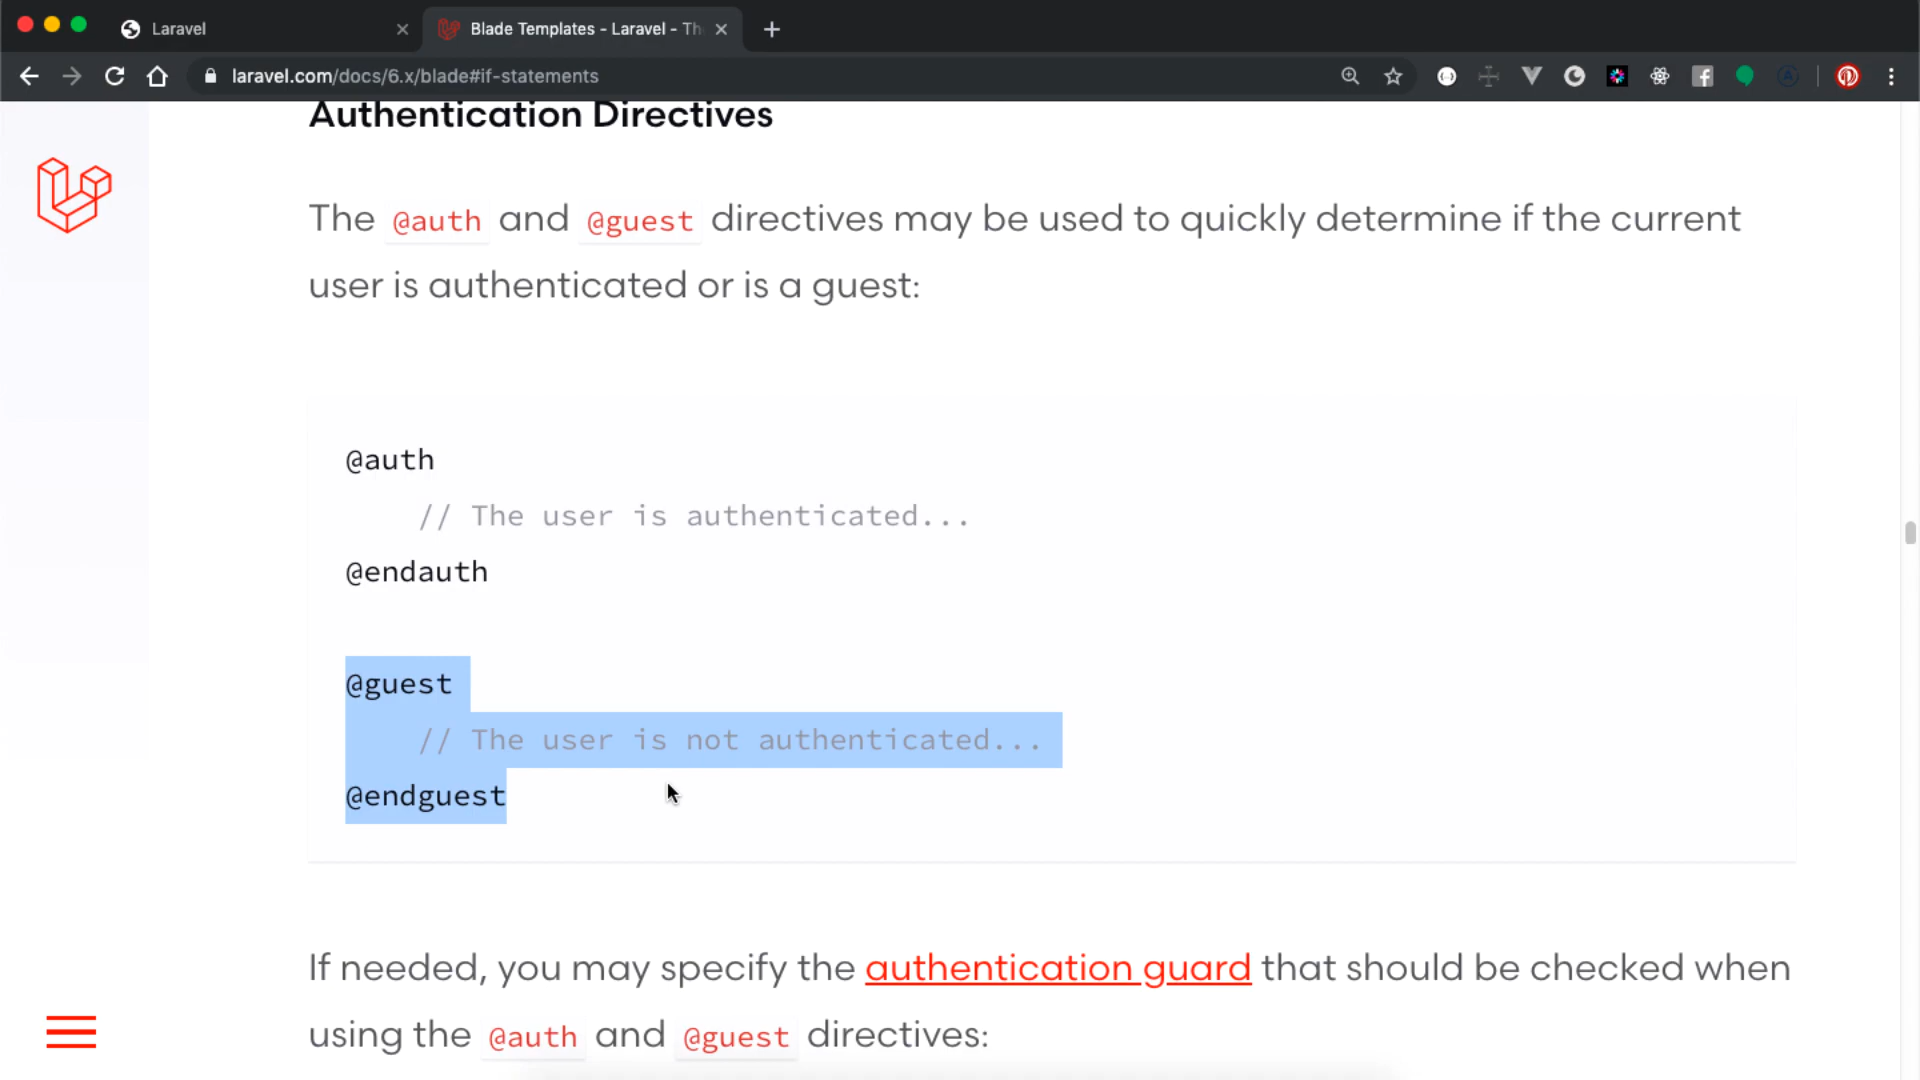 Laravel
Blade Templates - Laravel - Th
laravel.com/docs/6.x/blade#if-statements
Authentication Directives
The @auth and @guest directives may be used to quickly determine if the current
user is authenticated or is a guest:
@auth
// The user is authenticated...
@endauth
@guest
// The user is not authenticated...
@endguest
If needed, you may specify the authentication guard that should be checked when
using the @auth and @guest directives: